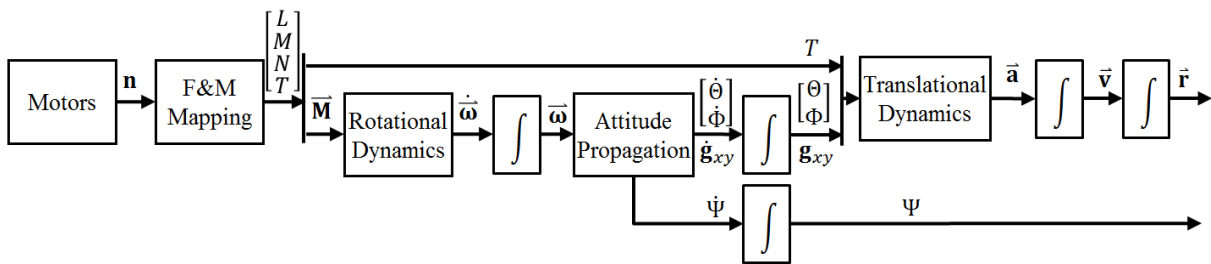 Motors
n
F&M
Mapping
[L
M
N
T]
M⃗
Rotational
Dynamics
ω⃗̇
∫
ω⃗
Attitude
Propagation
[Θ̇
Φ̇]
ġxy
∫
[Θ
Φ]
gxy
T
Translational
Dynamics
a⃗
∫
v⃗
∫
r⃗
Ψ̇
∫
Ψ